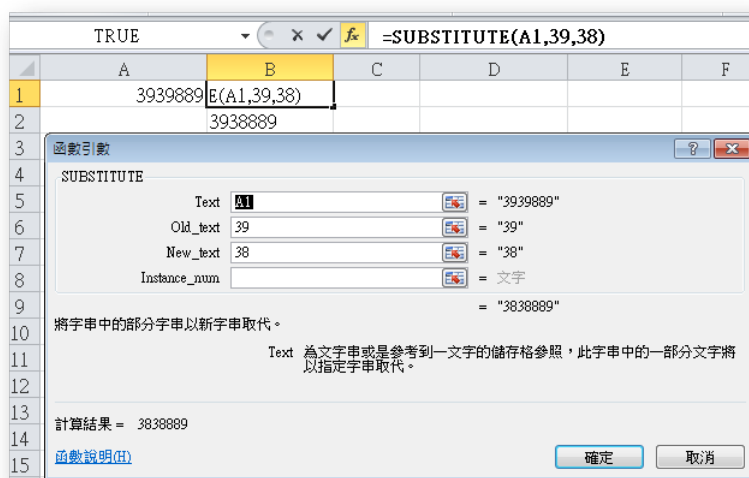 TRUE =SUBSTITUTE(A1,39,38)
A B C D E F
1 3939889 E(A1,39,38)
2 3938889
3 函數引數
4 SUBSTITUTE
5 Text A1 = "3939889"
6 Old_text 39 = "39"
7 New_text 38 = "38"
8 Instance_num = 文字
9 = "3838889"
10 將字串中的部分字串以新字串取代。
11 Text 為文字串或是參考到一文字的儲存格參照,此字串中的一部分文字將
以指定字串取代。
12
13
計算結果 = 3838889
14
15 函數說明(H) 確定 取消